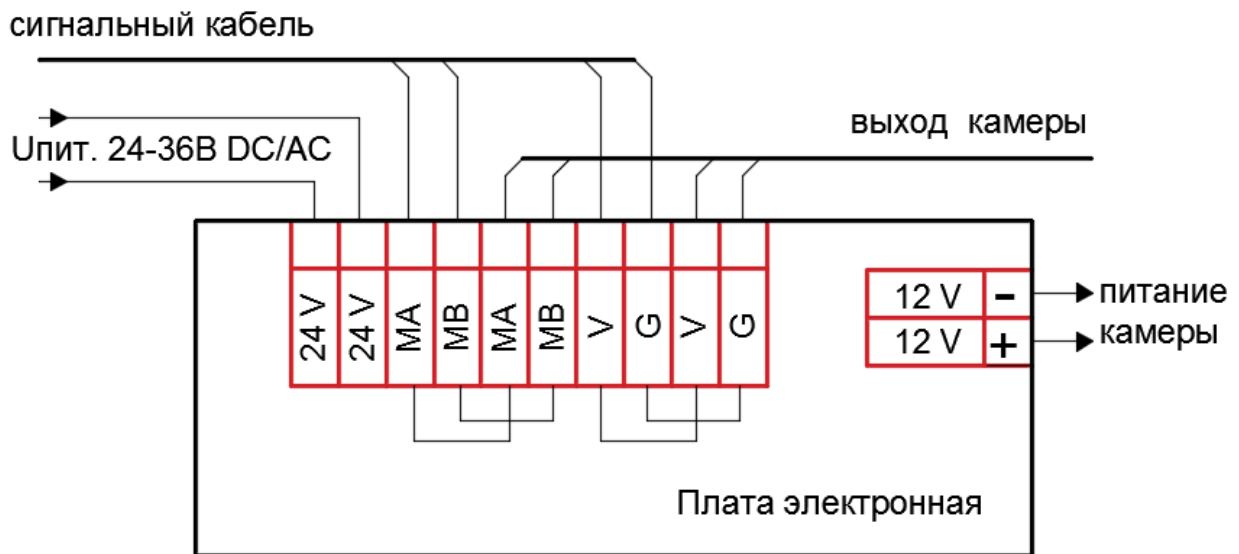 сигнальный кабель
Uпит. 24-36В DC/AC
выход камеры
24 V
24 V
MA
MB
MA
MB
V
G
V
G
12 V -
12 V +
питание
камеры
Плата электронная